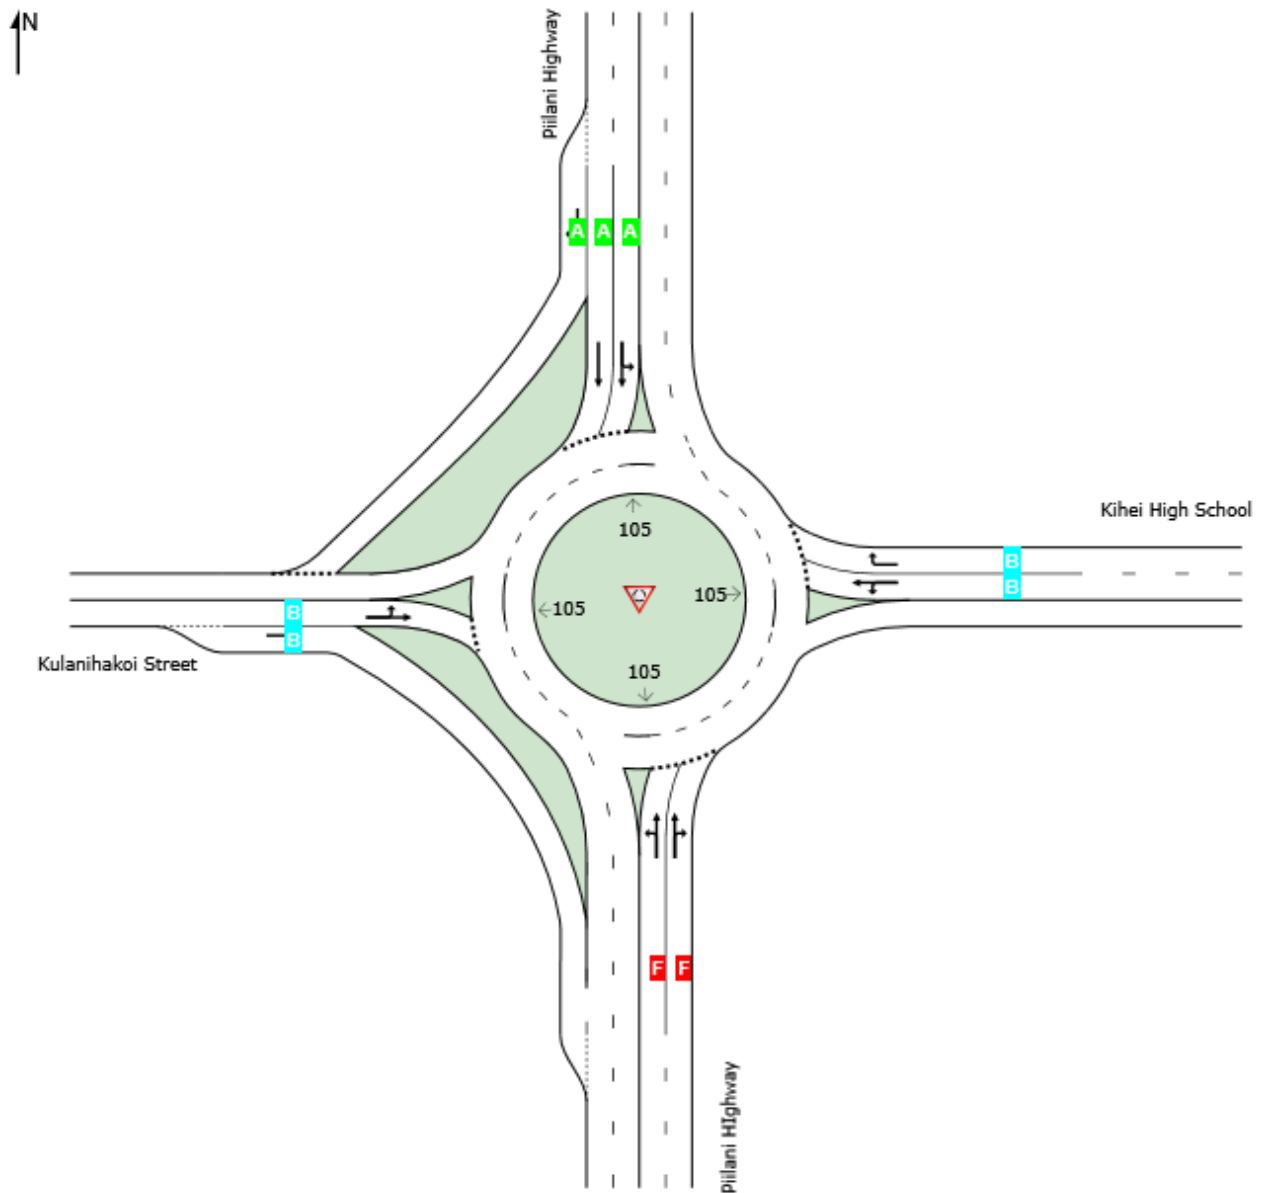 N
Piilani Highway
A A A
105
Kihei High School
B
B
105
105
B
B
Kulanihakoi Street
105
F F
Piilani HIghway